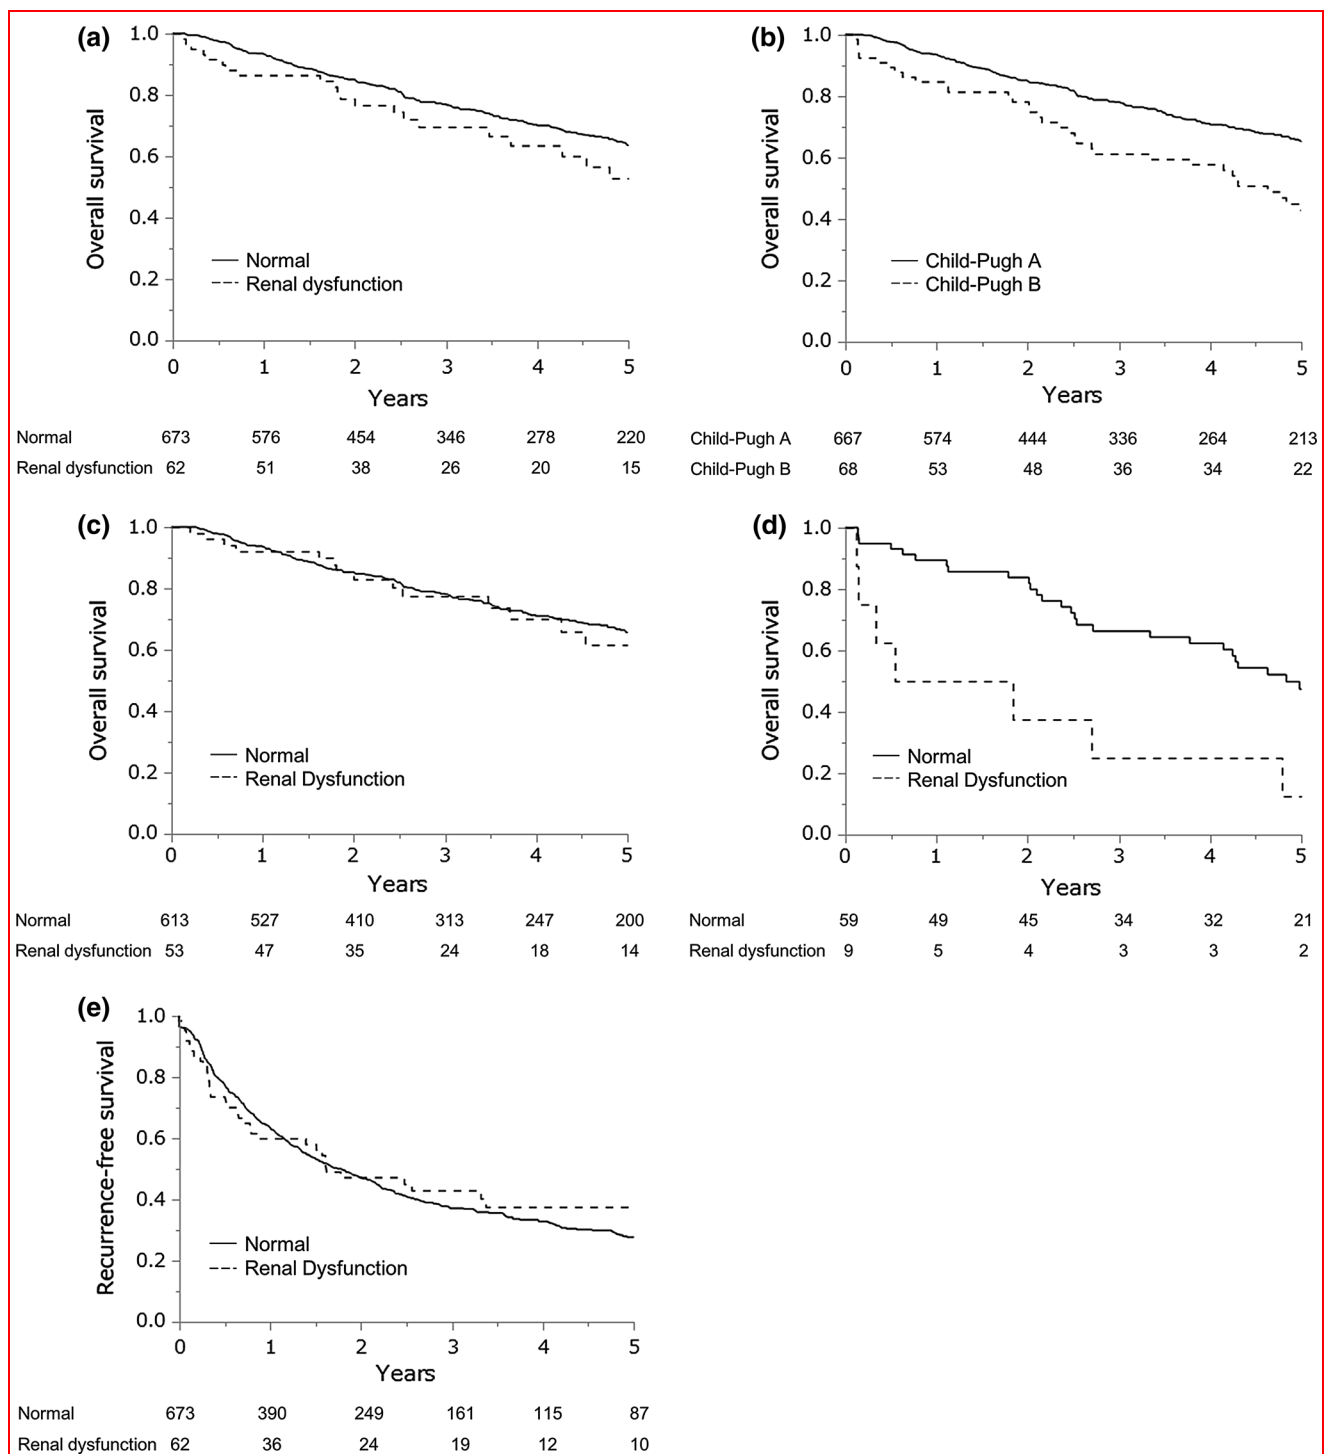 (a)
1.0
0.8
0.6
0.4
0.2
0.0
Overall survival
Normal
Renal dysfunction
0 1 2 3 4 5
Years
Normal 673 576 454 346 278 220
Renal dysfunction 62 51 38 26 20 15
(b)
1.0
0.8
0.6
0.4
0.2
0.0
Overall survival
Child-Pugh A
Child-Pugh B
0 1 2 3 4 5
Years
Child-Pugh A 667 574 444 336 264 213
Child-Pugh B 68 53 48 36 34 22
(c)
1.0
0.8
0.6
0.4
0.2
0.0
Overall survival
Normal
Renal Dysfunction
0 1 2 3 4 5
Years
Normal 613 527 410 313 247 200
Renal dysfunction 53 47 35 24 18 14
(d)
1.0
0.8
0.6
0.4
0.2
0.0
Overall survival
Normal
Renal Dysfunction
0 1 2 3 4 5
Years
Normal 59 49 45 34 32 21
Renal dysfunction 9 5 4 3 3 2
(e)
1.0
0.8
0.6
0.4
0.2
0.0
Recurrence-free survival
Normal
Renal Dysfunction
0 1 2 3 4 5
Years
Normal 673 390 249 161 115 87
Renal dysfunction 62 36 24 19 12 10